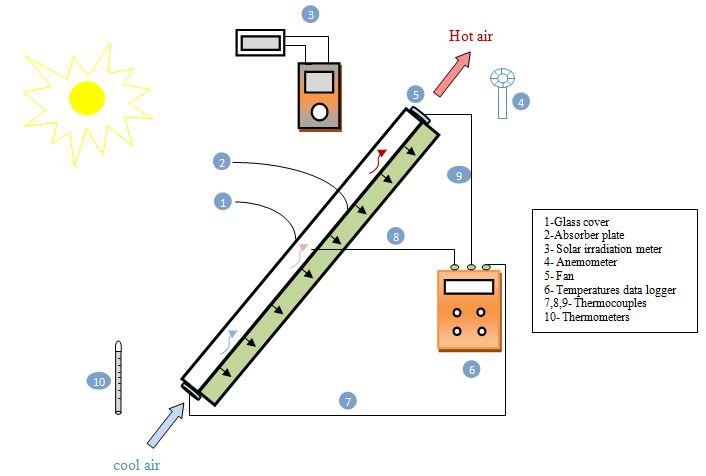 3
Hot air
5
4
2
9
1
8
1-Glass cover
2-Absorber plate
3- Solar irradiation meter
4- Anemometer
5- Fan
6- Temperatures data logger
7,8,9- Thermocouples
10- Thermometers
6
10
7
cool air